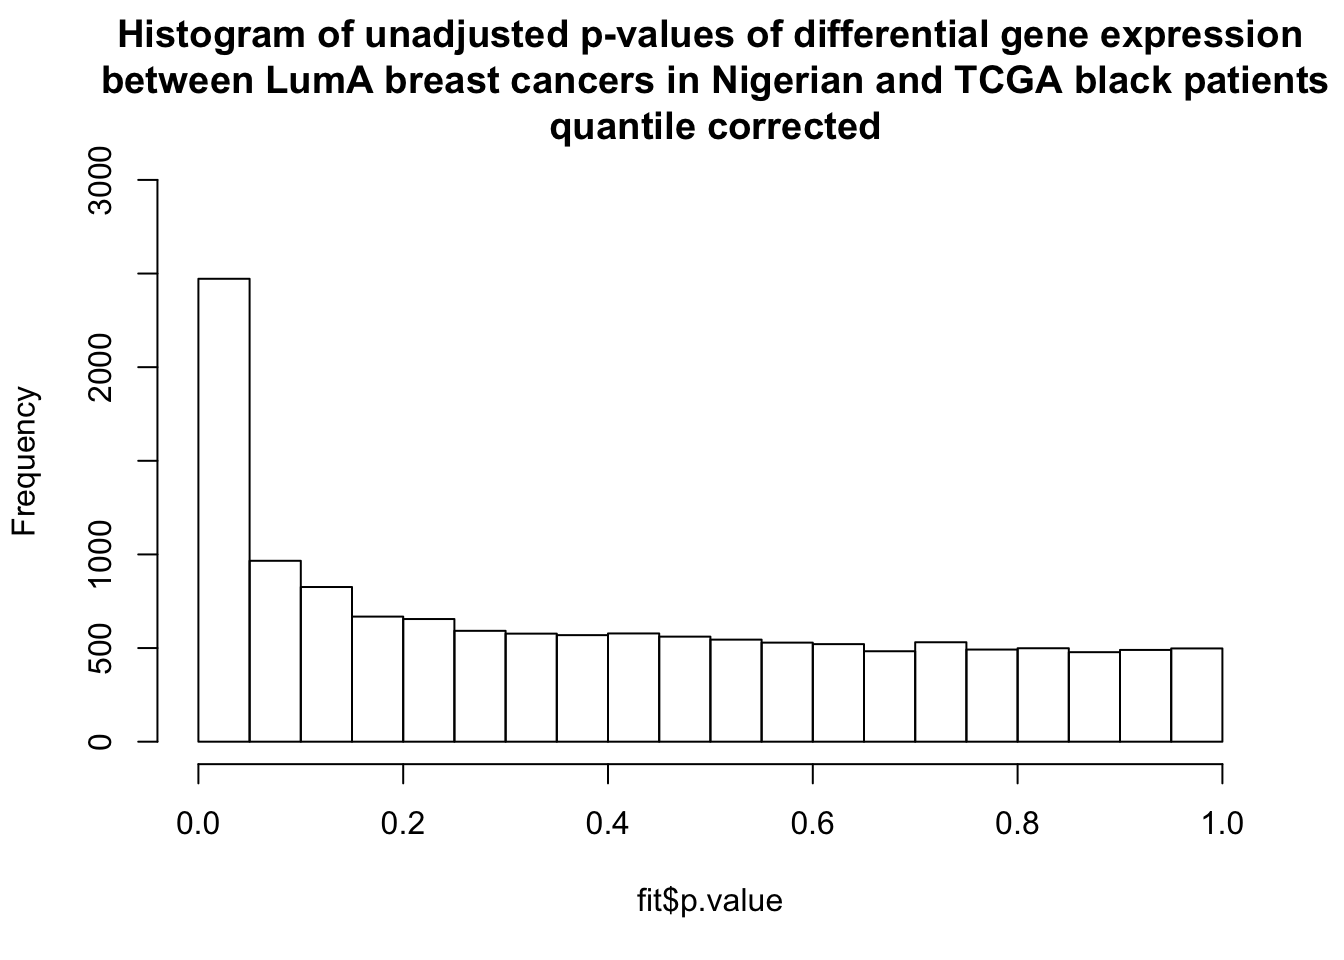 Histogram of unadjusted p-values of differential gene expression
between LumA breast cancers in Nigerian and TCGA black patients
quantile corrected
3000
2000
1000
500
0
Frequency
0.0 0.2 0.4 0.6 0.8 1.0
fit$p.value